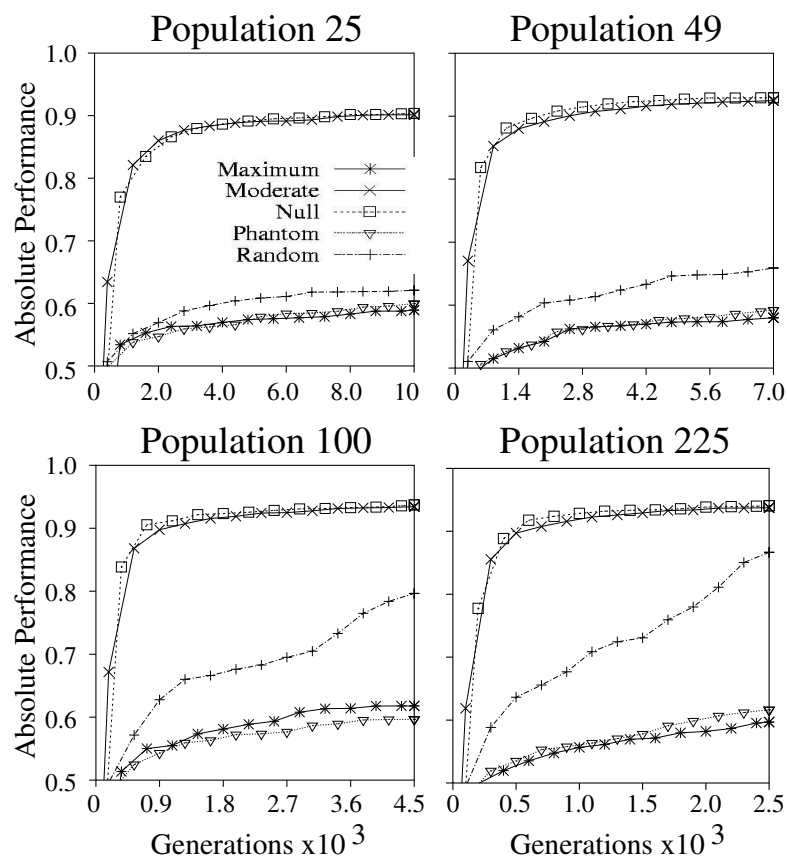 Population 25
Population 49
Absolute Performance
1.0
0.9
0.8
0.7
0.6
0.5
Maximum
Moderate
Null
Phantom
Random
0 2.0 4.0 6.0 8.0 10
0 1.4 2.8 4.2 5.6 7.0
Population 100
Population 225
Absolute Performance
1.0
0.9
0.8
0.7
0.6
0.5
0 0.9 1.8 2.7 3.6 4.5
0 0.5 1.0 1.5 2.0 2.5
Generations x10 3
Generations x10 3